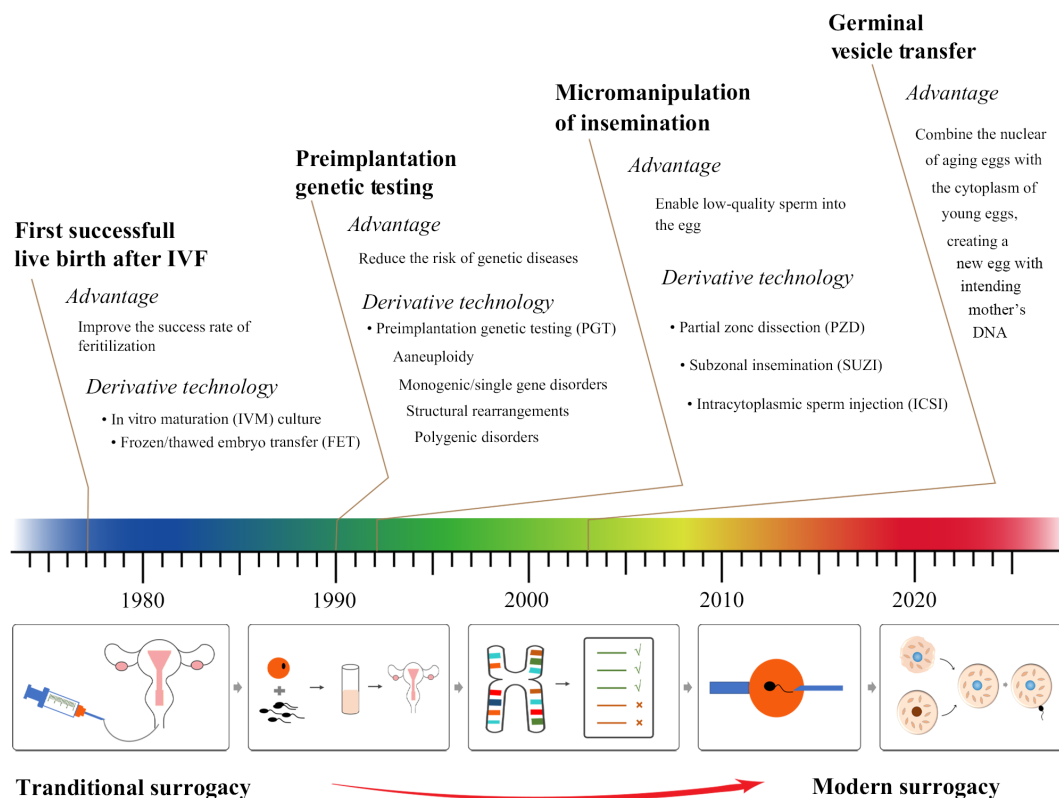 First successfull
live birth after IVF
Advantage
Improve the success rate of
feritilization
Derivative technology
• In vitro maturation (IVM) culture
• Frozen/thawed embryo transfer (FET)
Preimplantation
genetic testing
Advantage
Reduce the risk of genetic diseases
Derivative technology
• Preimplantation genetic testing (PGT)
Aaneuploidy
Monogenic/single gene disorders
Structural rearrangements
Polygenic disorders
Micromanipulation
of insemination
Advantage
Enable low-quality sperm into
the egg
Derivative technology
• Partial zonc dissection (PZD)
• Subzonal insemination (SUZI)
• Intracytoplasmic sperm injection (ICSI)
Germinal
vesicle transfer
Advantage
Combine the nuclear
of aging eggs with
the cytoplasm of
young eggs,
creating a
new egg with
intending
mother's
DNA
1980 1990 2000 2010 2020
Tranditional surrogacy Modern surrogacy